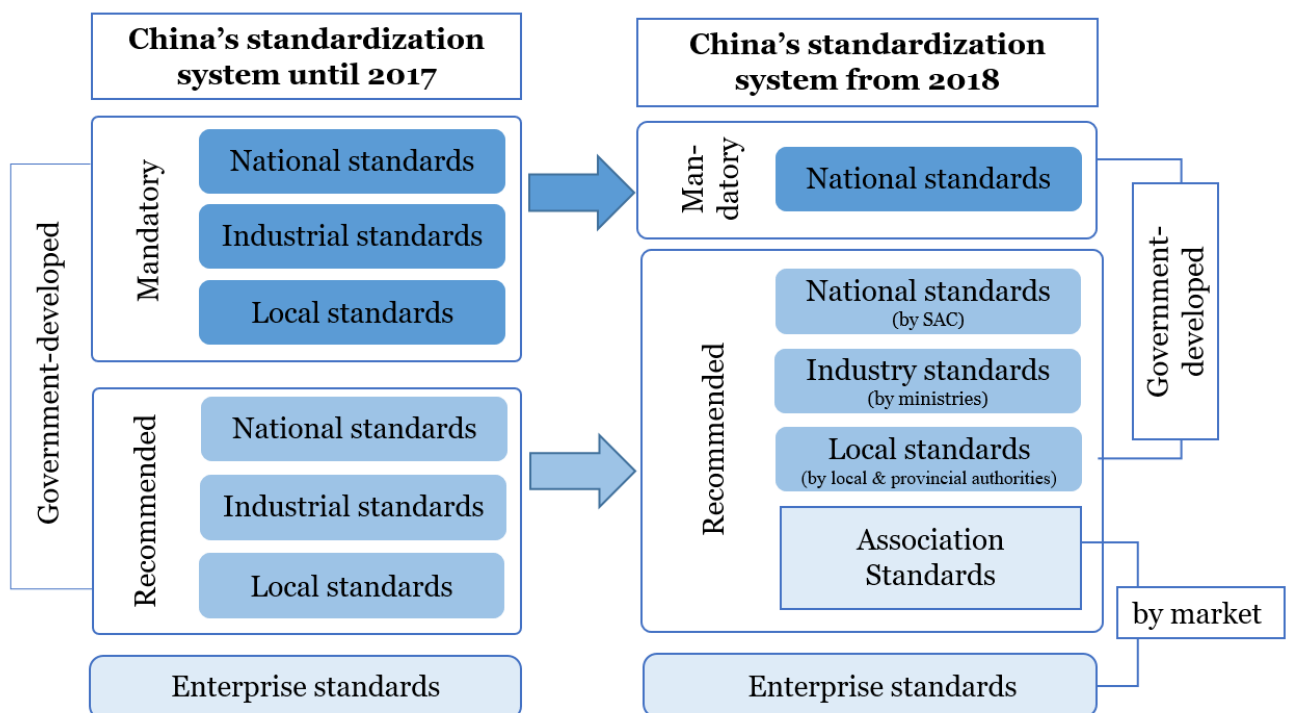 China’s standardization
system until 2017
Government-developed
Mandatory
National standards
Industrial standards
Local standards
Recommended
National standards
Industrial standards
Local standards
Enterprise standards
China’s standardization
system from 2018
Man-
datory
National standards
Recommended
National standards
(by SAC)
Industry standards
(by ministries)
Local standards
(by local & provincial authorities)
Association
Standards
Enterprise standards
Government-
developed
by market